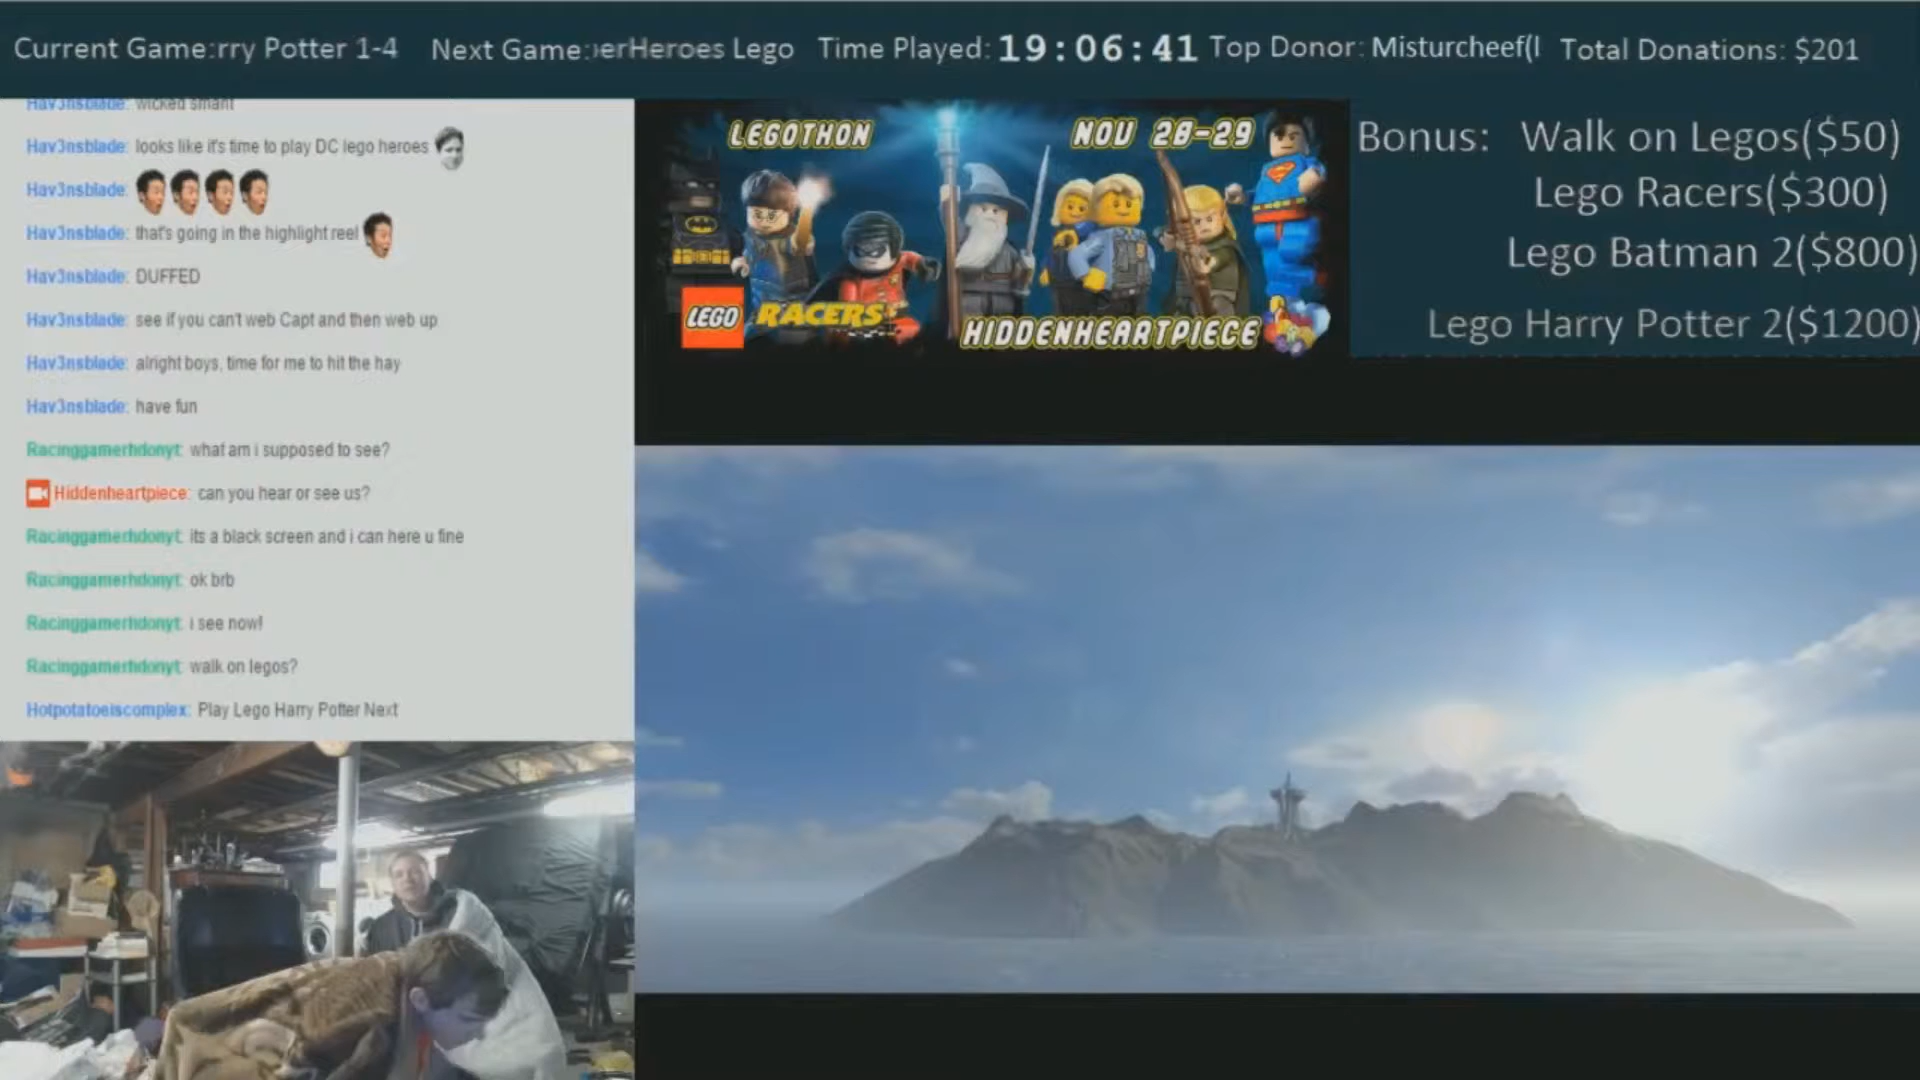 Current Game:rry Potter 1-4
Next Game:erHeroes Lego
Time Played: 19:06:41
Top Donor: Misturcheef(
Total Donations: $201
Hav3nsblade: wicked smaht
Hav3nsblade: looks like it's time to play DC lego heroes
Hav3nsblade:
Hav3nsblade: that's going in the highlight reel
Hav3nsblade: DUFFED
Hav3nsblade: see if you can't web Capt and then web up
Hav3nsblade: alright boys, time for me to hit the hay
Hav3nsblade: have fun
Racinggamerhdonyt: what am i supposed to see?
Hiddenheartpiece: can you hear or see us?
Racinggamerhdonyt: its a black screen and i can here u fine
Racinggamerhdonyt: ok brb
Racinggamerhdonyt: i see now!
Racinggamerhdonyt: walk on legos?
Hotpotatoeiscomplex: Play Lego Harry Potter Next
LEGOTHON
NOV 28-29
LEGO RACERS
HIDDENHEARTPIECE
Bonus: Walk on Legos($50)
Lego Racers($300)
Lego Batman 2($800)
Lego Harry Potter 2($1200)